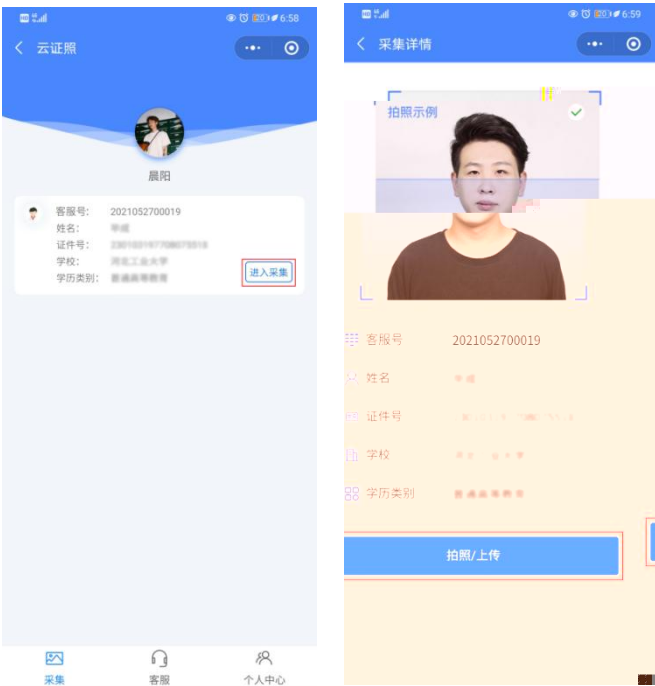 6:58
云证照
晨阳
客服号: 2021052700019
姓名:
证件号:
学校:
学历类别:
进入采集
采集
客服
个人中心
6:59
采集详情
拍照示例
客服号 2021052700019
姓名
证件号
学校
学历类别
拍照/上传